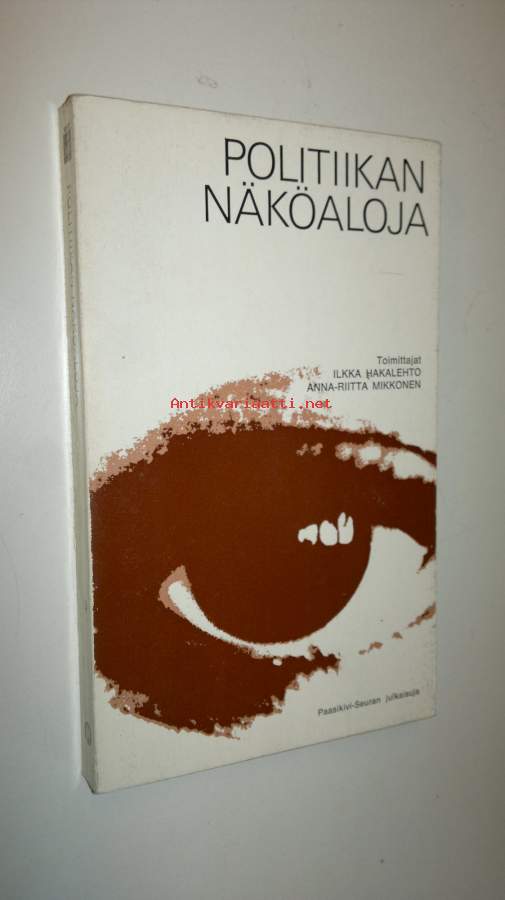 POLITIIKAN
NÄKÖALOJA
Toimittajat
ILKKA HAKALEHTO
ANNA-RIITTA MIKKONEN
Antikvariaatti.net
Paasikivi-Seuran julkaisuja